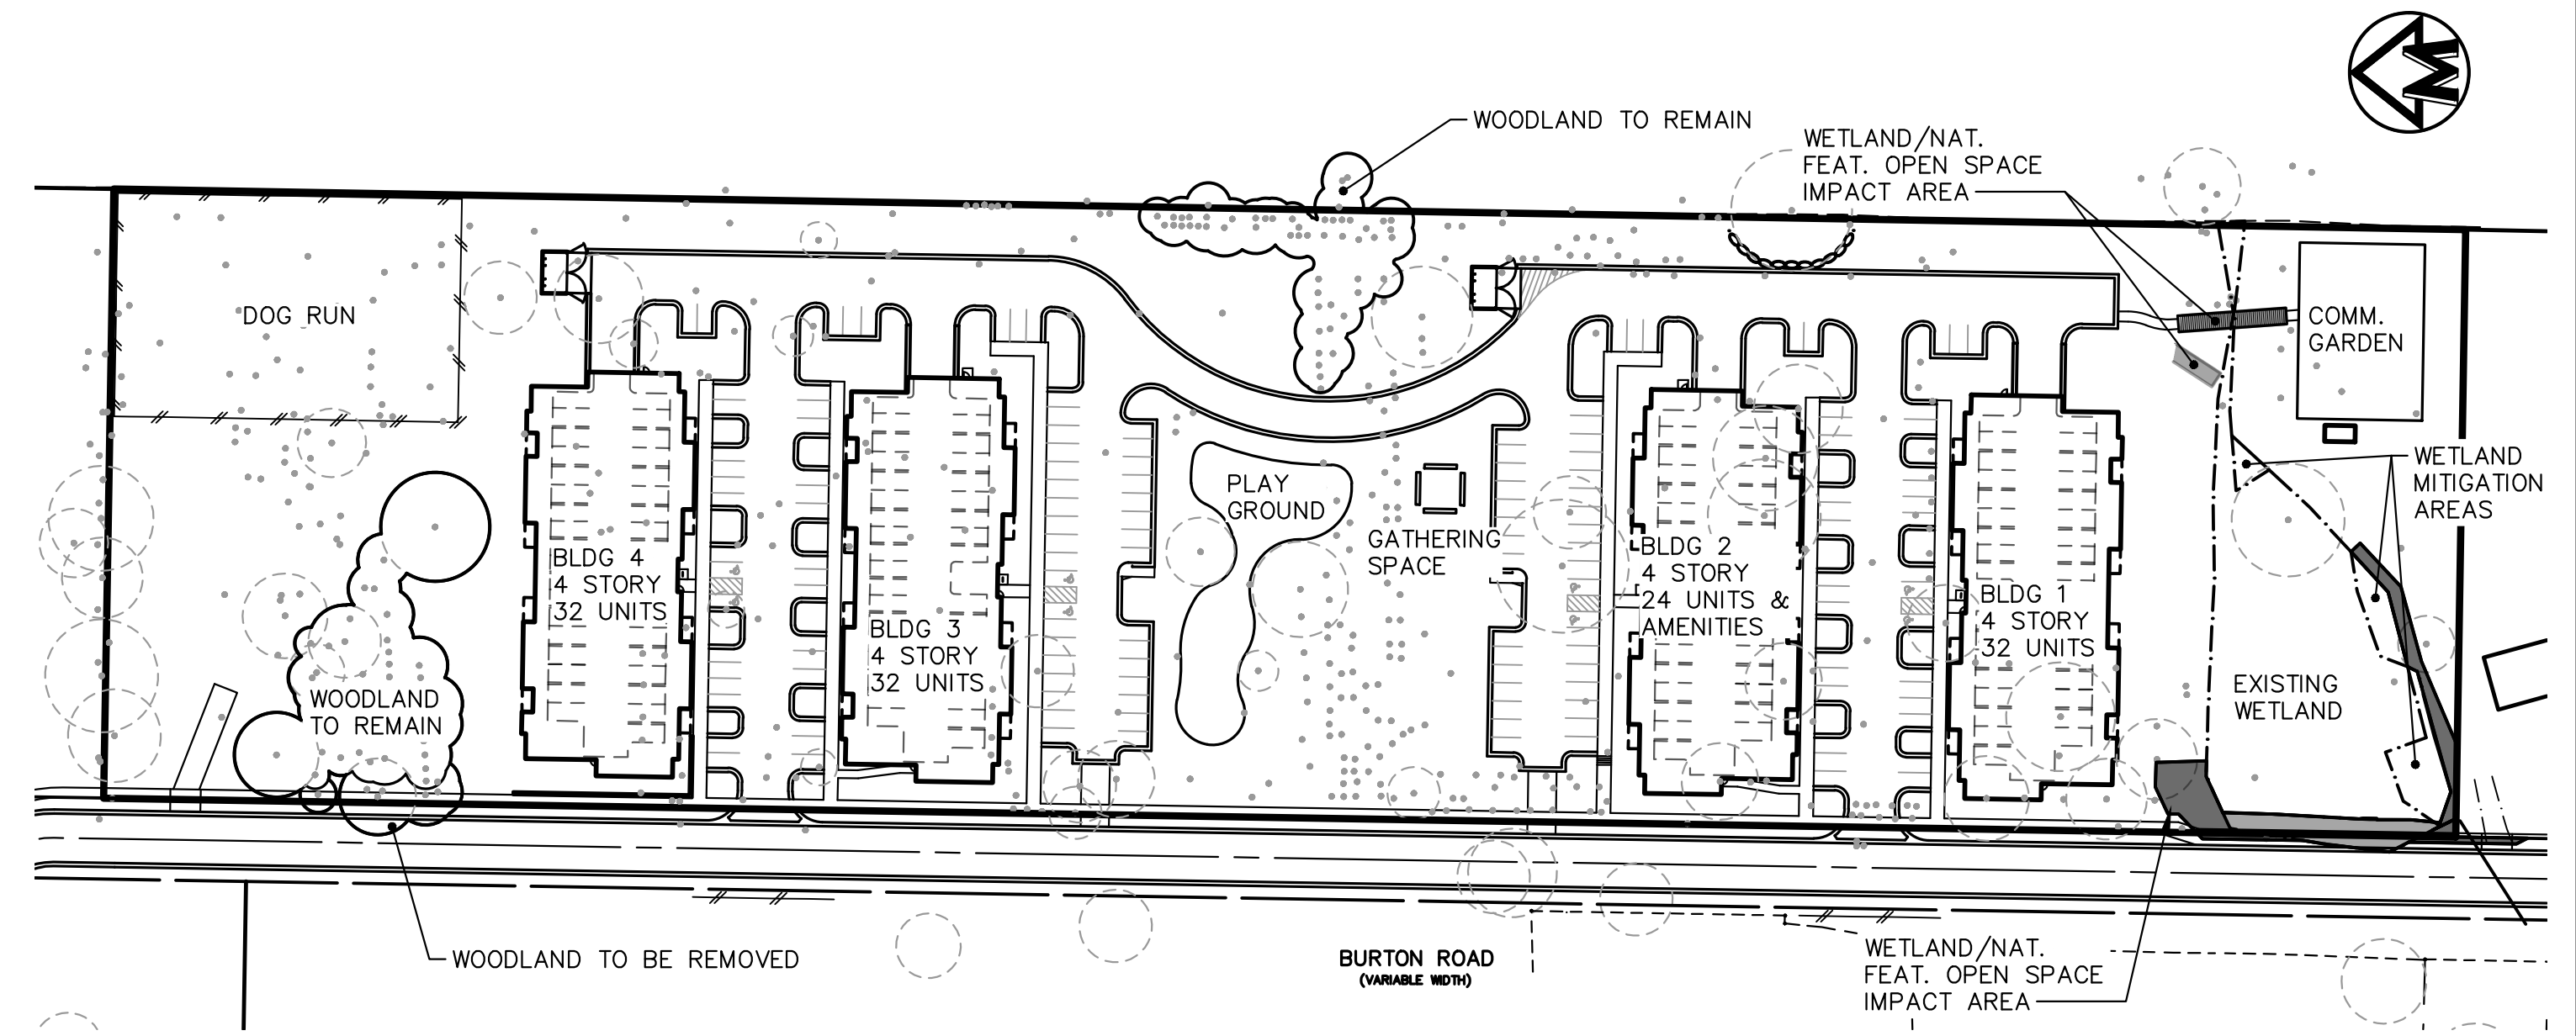 WOODLAND TO REMAIN
WETLAND/NAT.
FEAT. OPEN SPACE
IMPACT AREA
N
DOG RUN
COMM.
GARDEN
PLAY
GROUND
GATHERING
SPACE
WETLAND
MITIGATION
AREAS
BLDG 4
4 STORY
32 UNITS
BLDG 3
4 STORY
32 UNITS
BLDG 2
4 STORY
24 UNITS &
AMENITIES
BLDG 1
4 STORY
32 UNITS
WOODLAND
TO REMAIN
EXISTING
WETLAND
WOODLAND TO BE REMOVED
BURTON ROAD
(VARIABLE WIDTH)
WETLAND/NAT.
FEAT. OPEN SPACE
IMPACT AREA